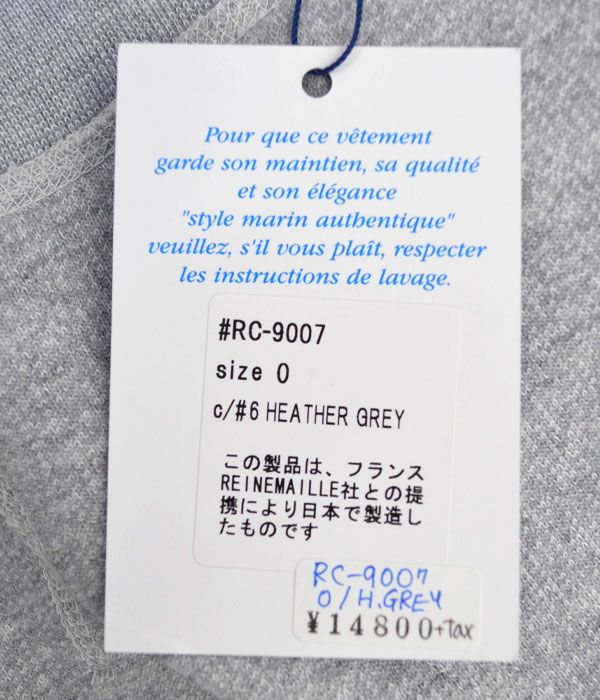 Pour que ce vêtement
garde son maintien, sa qualité
et son élégance
"style marin authentique"
veuillez, s'il vous plaît, respecter
les instructions de lavage.
#RC-9007
size 0
c/#6 HEATHER GREY
この製品は、フランス
REINEMAILLE社との提
携により日本で製造し
たものです
RC-9007
0/H.GREY
¥14800+tax